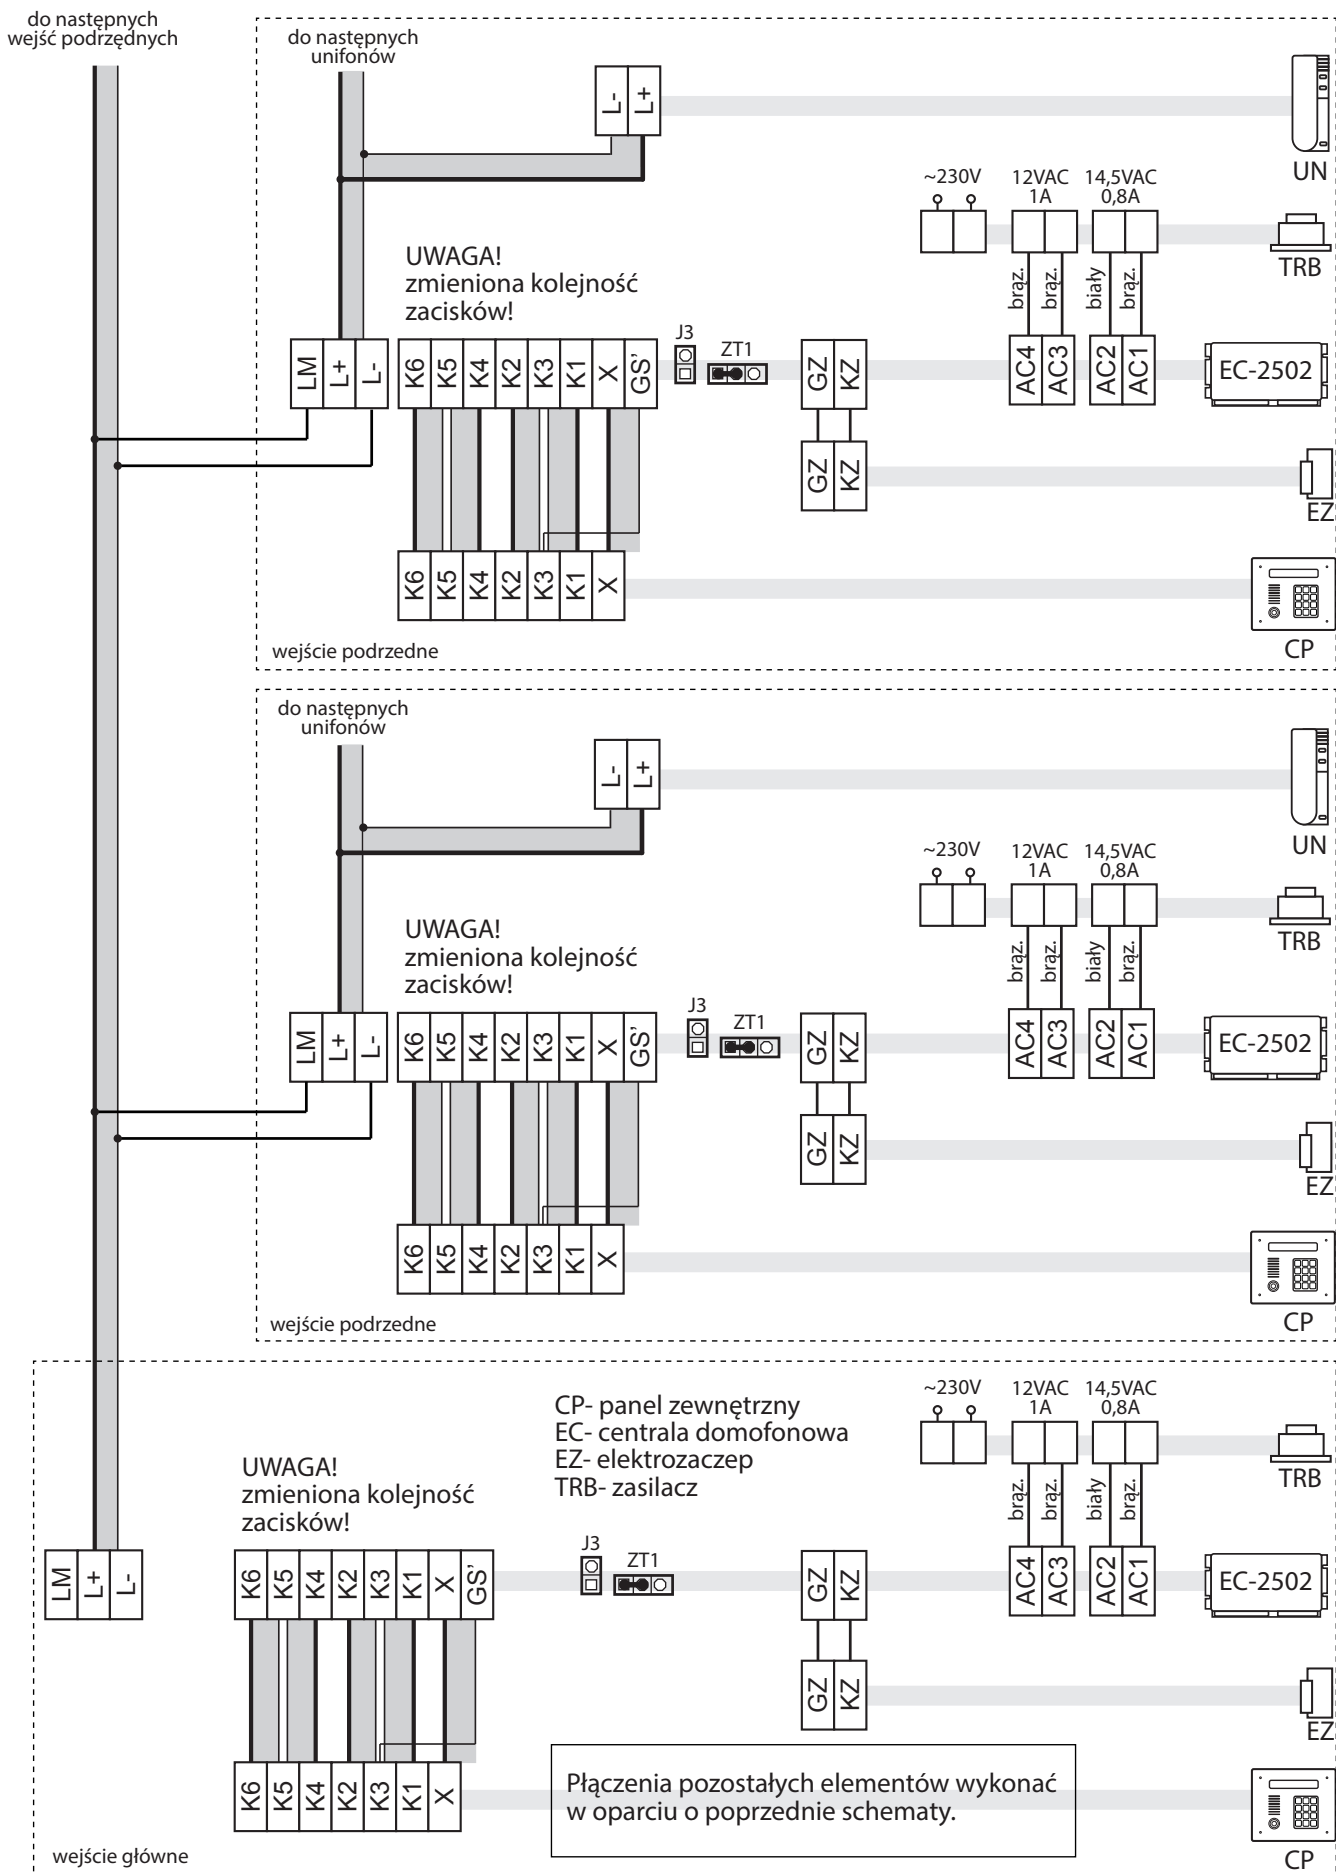 do następnych
wejść podrzędnych
do następnych
unifonów
L- L+
UN
~230V 12VAC 14,5VAC
1A 0,8A
TRB
brąz. brąz. biały brąz.
UWAGA!
zmieniona kolejność
zacisków!
J3
ZT1
LM L+ L- K6 K5 K4 K2 K3 K1 X GS' GZ KZ AC4 AC3 AC2 AC1 EC-2502
GZ KZ
EZ
K6 K5 K4 K2 K3 K1 X
CP
wejście podrzedne
do następnych
unifonów
L- L+
UN
~230V 12VAC 14,5VAC
1A 0,8A
TRB
brąz. brąz. biały brąz.
UWAGA!
zmieniona kolejność
zacisków!
J3
ZT1
LM L+ L- K6 K5 K4 K2 K3 K1 X GS' GZ KZ AC4 AC3 AC2 AC1 EC-2502
GZ KZ
EZ
K6 K5 K4 K2 K3 K1 X
CP
wejście podrzedne
~230V 12VAC 14,5VAC
1A 0,8A
CP- panel zewnętrzny
EC- centrala domofonowa
EZ- elektrozaczep
TRB- zasilacz
TRB
brąz. brąz. biały brąz.
UWAGA!
zmieniona kolejność
zacisków!
J3
ZT1
LM L+ L- K6 K5 K4 K2 K3 K1 X GS' GZ KZ AC4 AC3 AC2 AC1 EC-2502
GZ KZ
EZ
K6 K5 K4 K2 K3 K1 X
Płączenia pozostałych elementów wykonać
w oparciu o poprzednie schematy.
CP
wejście główne